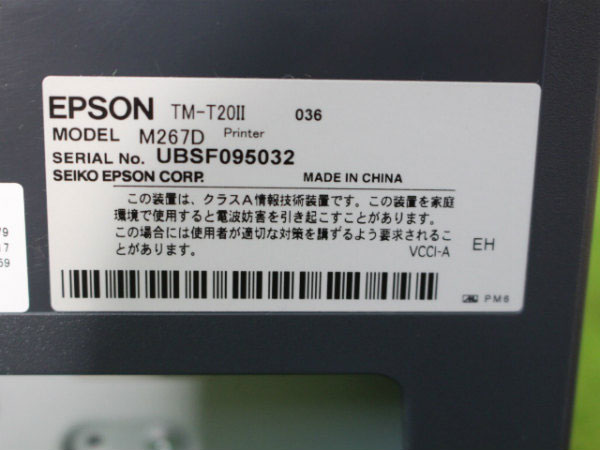 EPSON TM-T20II 036
MODEL M267D Printer
SERIAL No. UBSF095032
SEIKO EPSON CORP. MADE IN CHINA
この装置は、クラスA情報技術装置です。この装置を家庭
環境で使用すると電波妨害を引き起こすことがあります。
この場合には使用者が適切な対策を講ずるよう要求されるこ
とがあります。 VCCI-A EH
PM6
79
17
59